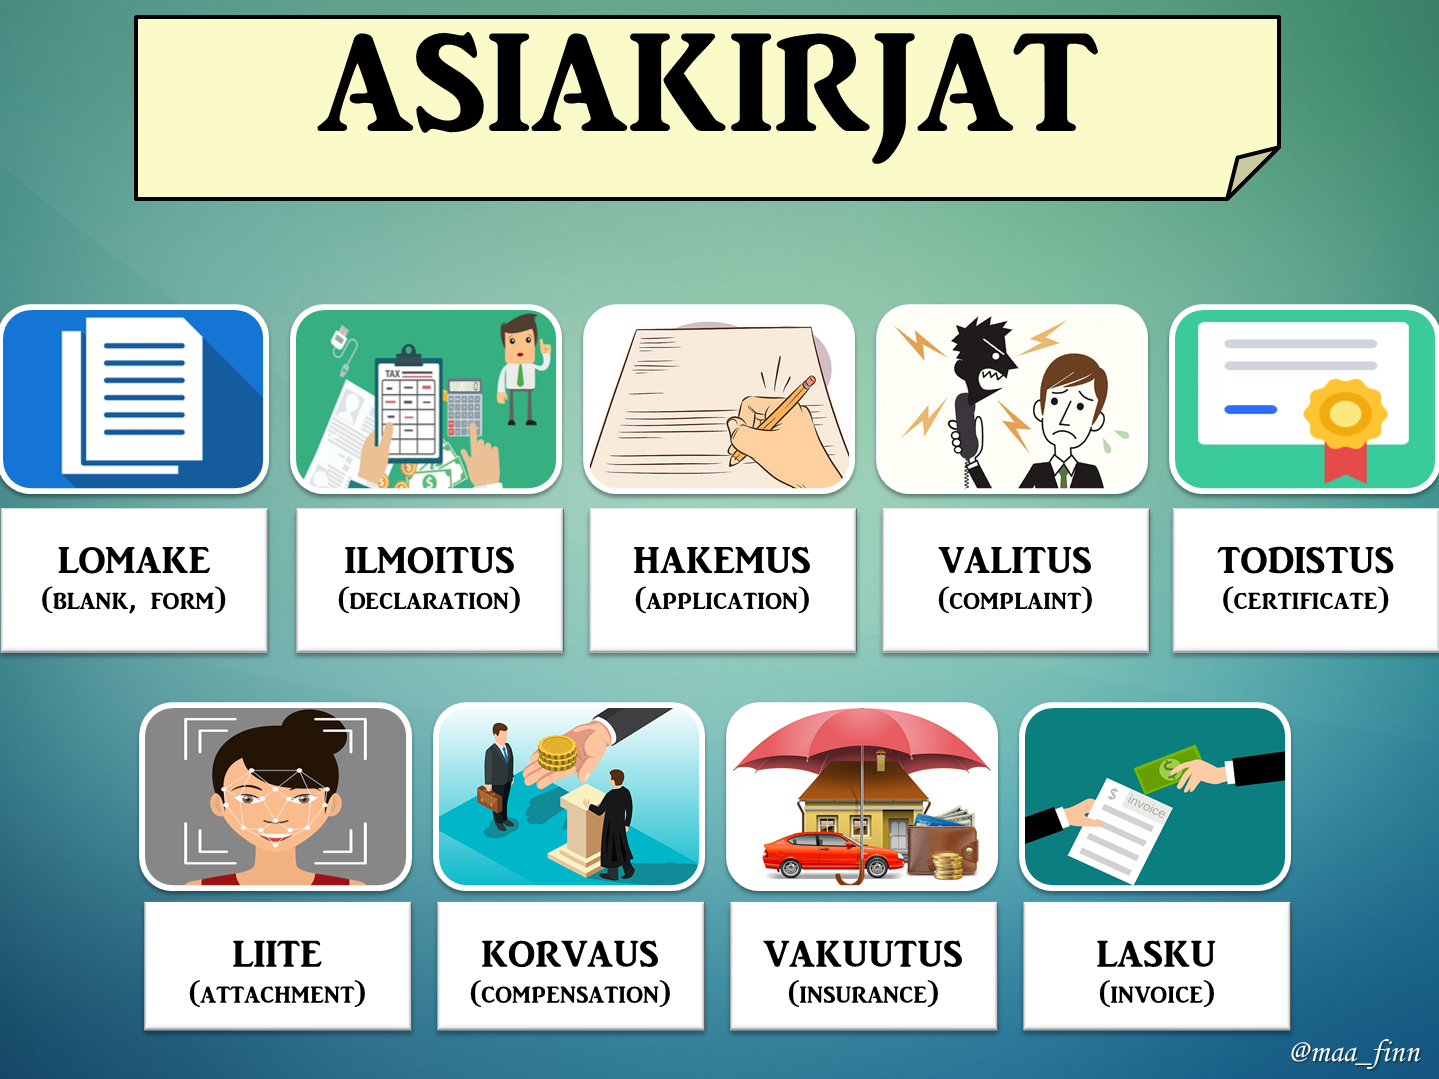 ASIAKIRJAT
TAX
LOMAKE
(BLANK, FORM)
ILMOITUS
(DECLARATION)
HAKEMUS
(APPLICATION)
VALITUS
(COMPLAINT)
TODISTUS
(CERTIFICATE)
$ invoice
LIITE
(ATTACHMENT)
KORVAUS
(COMPENSATION)
VAKUUTUS
(INSURANCE)
LASKU
(INVOICE)
@maa_finn